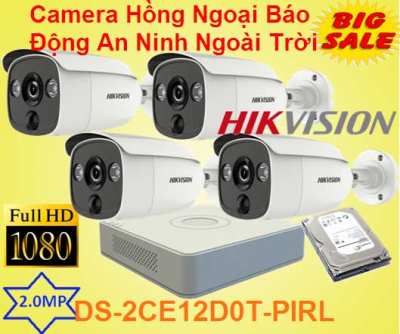 Camera Hồng Ngoại Báo
Động An Ninh Ngoài Trời
BIG
SALE
HIKVISION
HIKVISION
HIKVISION
HIKVISION
HIKVISION
Full HD
1080
2.0MP
DS-2CE12D0T-PIRL